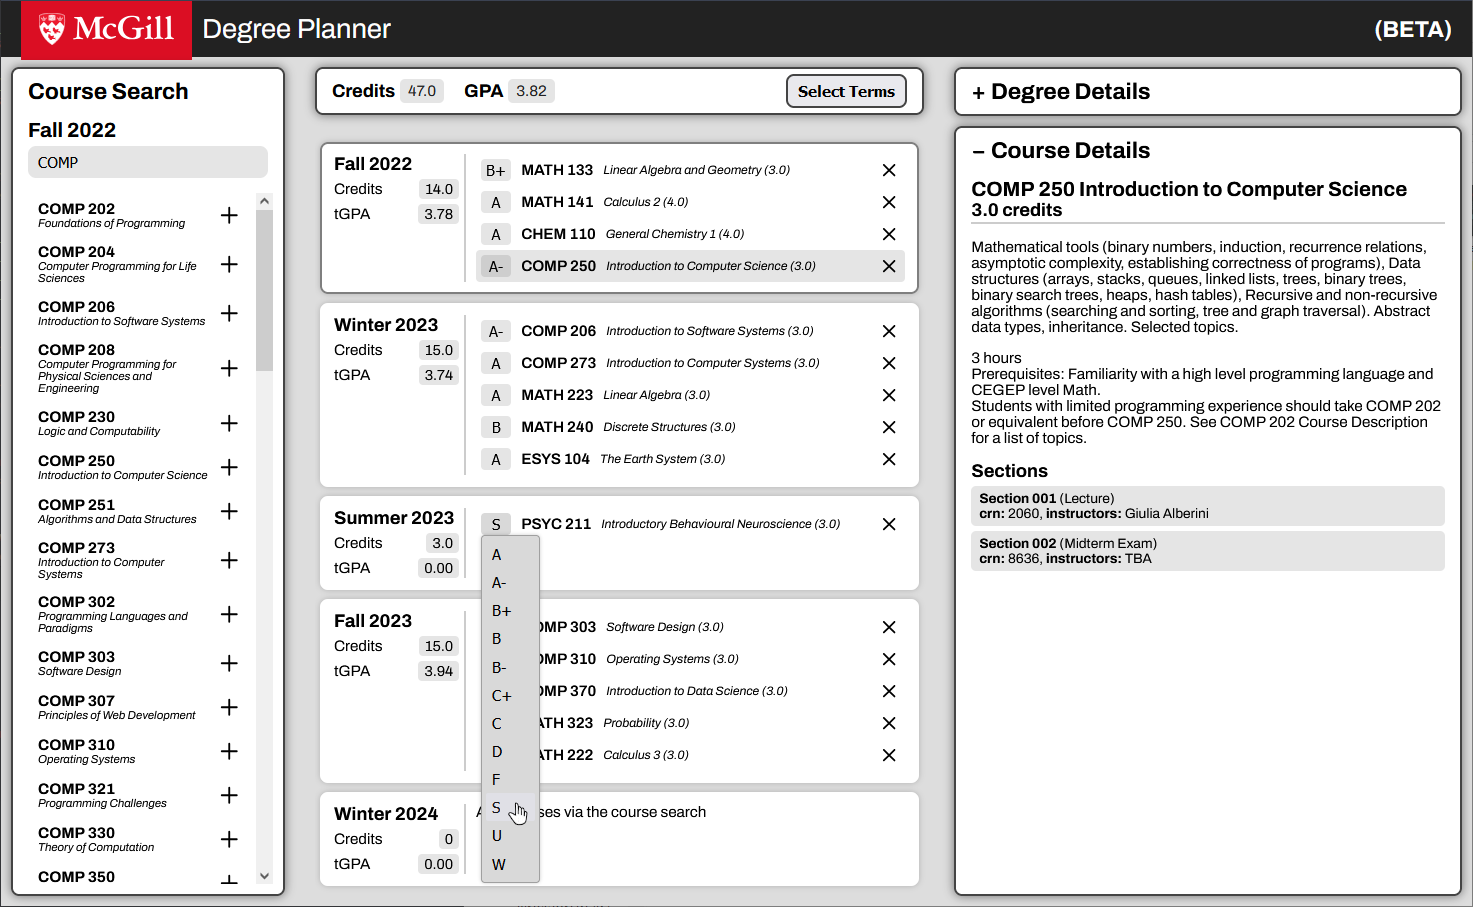 McGill Degree Planner (BETA)
Course Search
Fall 2022
COMP
COMP 202
Foundations of Programming
COMP 204
Computer Programming for Life
Sciences
COMP 206
Introduction to Software Systems
COMP 208
Computer Programming for
Physical Sciences and
Engineering
COMP 230
Logic and Computability
COMP 250
Introduction to Computer Science
COMP 251
Algorithms and Data Structures
COMP 273
Introduction to Computer
Systems
COMP 302
Programming Languages and
Paradigms
COMP 303
Software Design
COMP 307
Principles of Web Development
COMP 310
Operating Systems
COMP 321
Programming Challenges
COMP 330
Theory of Computation
COMP 350
Credits 47.0 GPA 3.82 Select Terms
Fall 2022
Credits 14.0
tGPA 3.78
B+ MATH 133 Linear Algebra and Geometry (3.0)
A MATH 141 Calculus 2 (4.0)
A CHEM 110 General Chemistry 1 (4.0)
A- COMP 250 Introduction to Computer Science (3.0)
Winter 2023
Credits 15.0
tGPA 3.74
A- COMP 206 Introduction to Software Systems (3.0)
A COMP 273 Introduction to Computer Systems (3.0)
A MATH 223 Linear Algebra (3.0)
B MATH 240 Discrete Structures (3.0)
A ESYS 104 The Earth System (3.0)
Summer 2023
Credits 3.0
tGPA 0.00
S PSYC 211 Introductory Behavioural Neuroscience (3.0)
A
A-
B+
B
B-
C+
C
D
F
S
U
W
Fall 2023
Credits 15.0
tGPA 3.94
OMP 303 Software Design (3.0)
OMP 310 Operating Systems (3.0)
OMP 370 Introduction to Data Science (3.0)
ATH 323 Probability (3.0)
ATH 222 Calculus 3 (3.0)
Winter 2024
Credits 0
tGPA 0.00
ses via the course search
+ Degree Details
– Course Details
COMP 250 Introduction to Computer Science
3.0 credits
Mathematical tools (binary numbers, induction, recurrence relations,
asymptotic complexity, establishing correctness of programs), Data
structures (arrays, stacks, queues, linked lists, trees, binary trees,
binary search trees, heaps, hash tables), Recursive and non-recursive
algorithms (searching and sorting, tree and graph traversal). Abstract
data types, inheritance. Selected topics.
3 hours
Prerequisites: Familiarity with a high level programming language and
CEGEP level Math.
Students with limited programming experience should take COMP 202
or equivalent before COMP 250. See COMP 202 Course Description
for a list of topics.
Sections
Section 001 (Lecture)
crn: 2060, instructors: Giulia Alberini
Section 002 (Midterm Exam)
crn: 8636, instructors: TBA